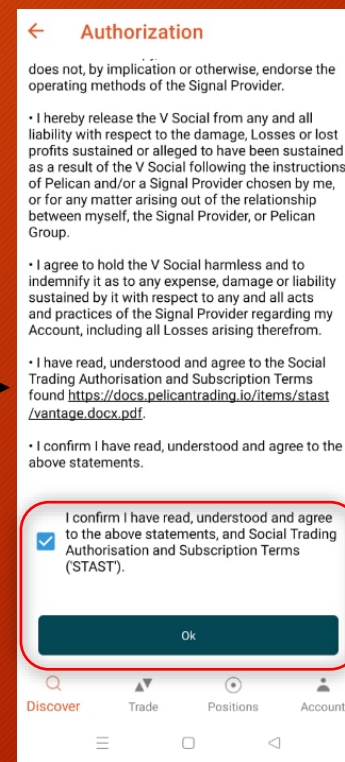 Authorization
does not, by implication or otherwise, endorse the
operating methods of the Signal Provider.
• I hereby release the V Social from any and all
liability with respect to the damage, Losses or lost
profits sustained or alleged to have been sustained
as a result of the V Social following the instructions
of Pelican and/or a Signal Provider chosen by me,
or for any matter arising out of the relationship
between myself, the Signal Provider, or Pelican
Group.
• I agree to hold the V Social harmless and to
indemnify it as to any expense, damage or liability
sustained by it with respect to any and all acts
and practices of the Signal Provider regarding my
Account, including all Losses arising therefrom.
• I have read, understood and agree to the Social
Trading Authorisation and Subscription Terms
found https://docs.pelicantrading.io/items/stast
/vantage.docx.pdf.
• I confirm I have read, understood and agree to the
above statements.
I confirm I have read, understood and agree
to the above statements, and Social Trading
Authorisation and Subscription Terms
('STAST').
Ok
Discover Trade Positions Account